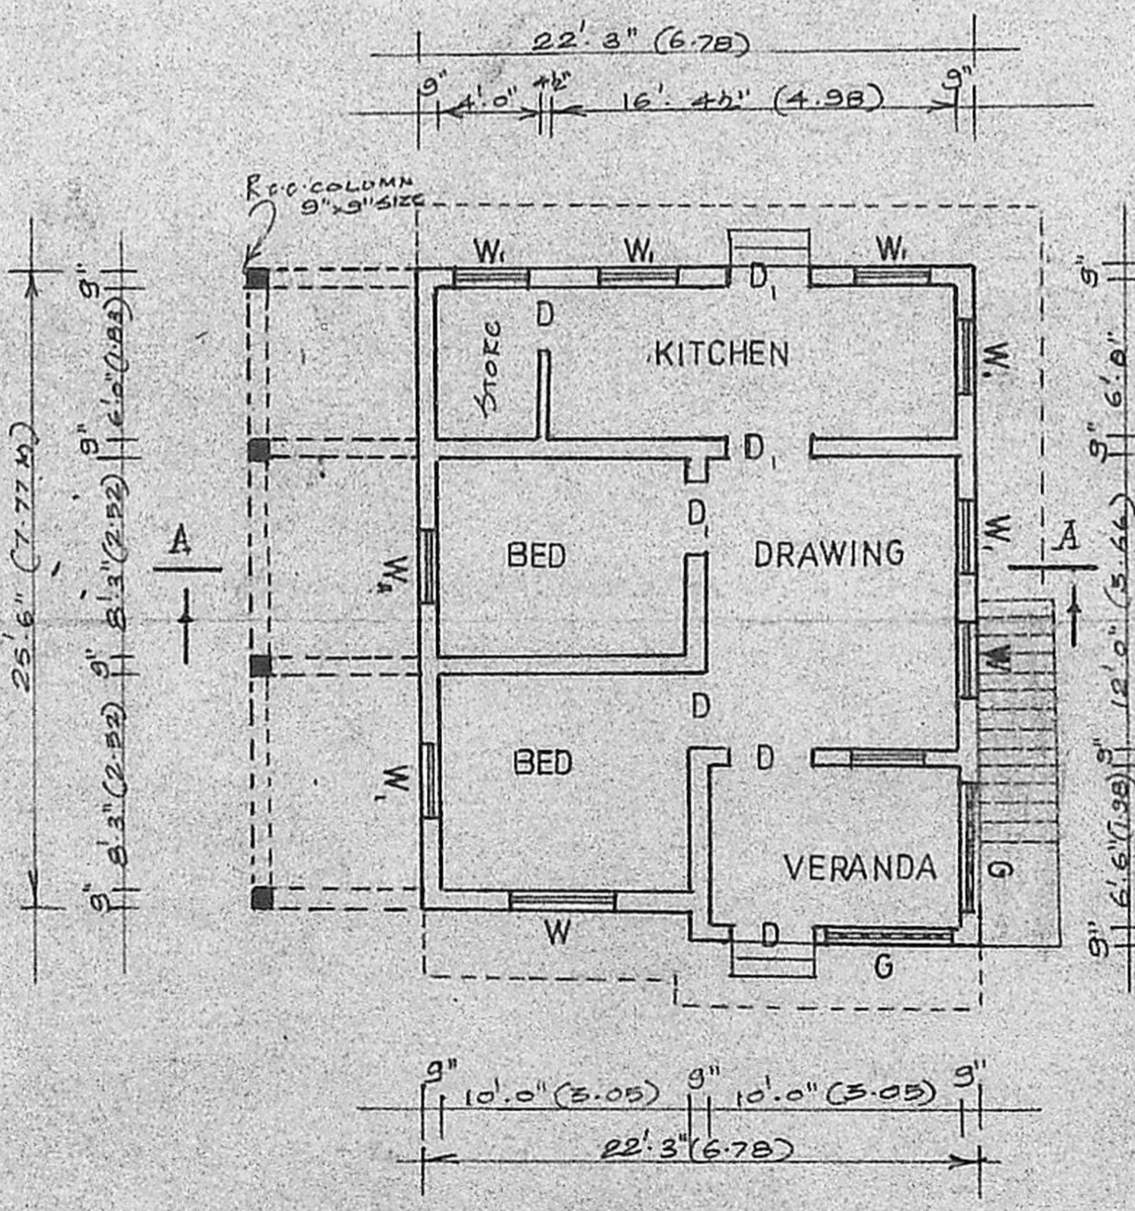 22'.3" (6.78)
9" 4'.0" 4½" 16'. 4½" (4.98) 9"
R.C.C. COLUMN
9"x9" SIZE
W₁ W₁ D₁ W₁
D
STORE
KITCHEN
W₁
D₁
D₁
BED
DRAWING
W₁
W₂
A
A
W
D
BED
D
W₁
VERANDA
G
W
D
G
25'.6" (7.77 M)
9"
6'.0" (1.83)
9"
8'.3" (2.52)
9"
8'.3" (2.52)
9"
9"
9"
12'.0" (3.66)
9"
6'.6" (1.98)
9"
9" 10'.0" (3.05) 9" 10'.0" (3.05) 9"
22'.3" (6.78)